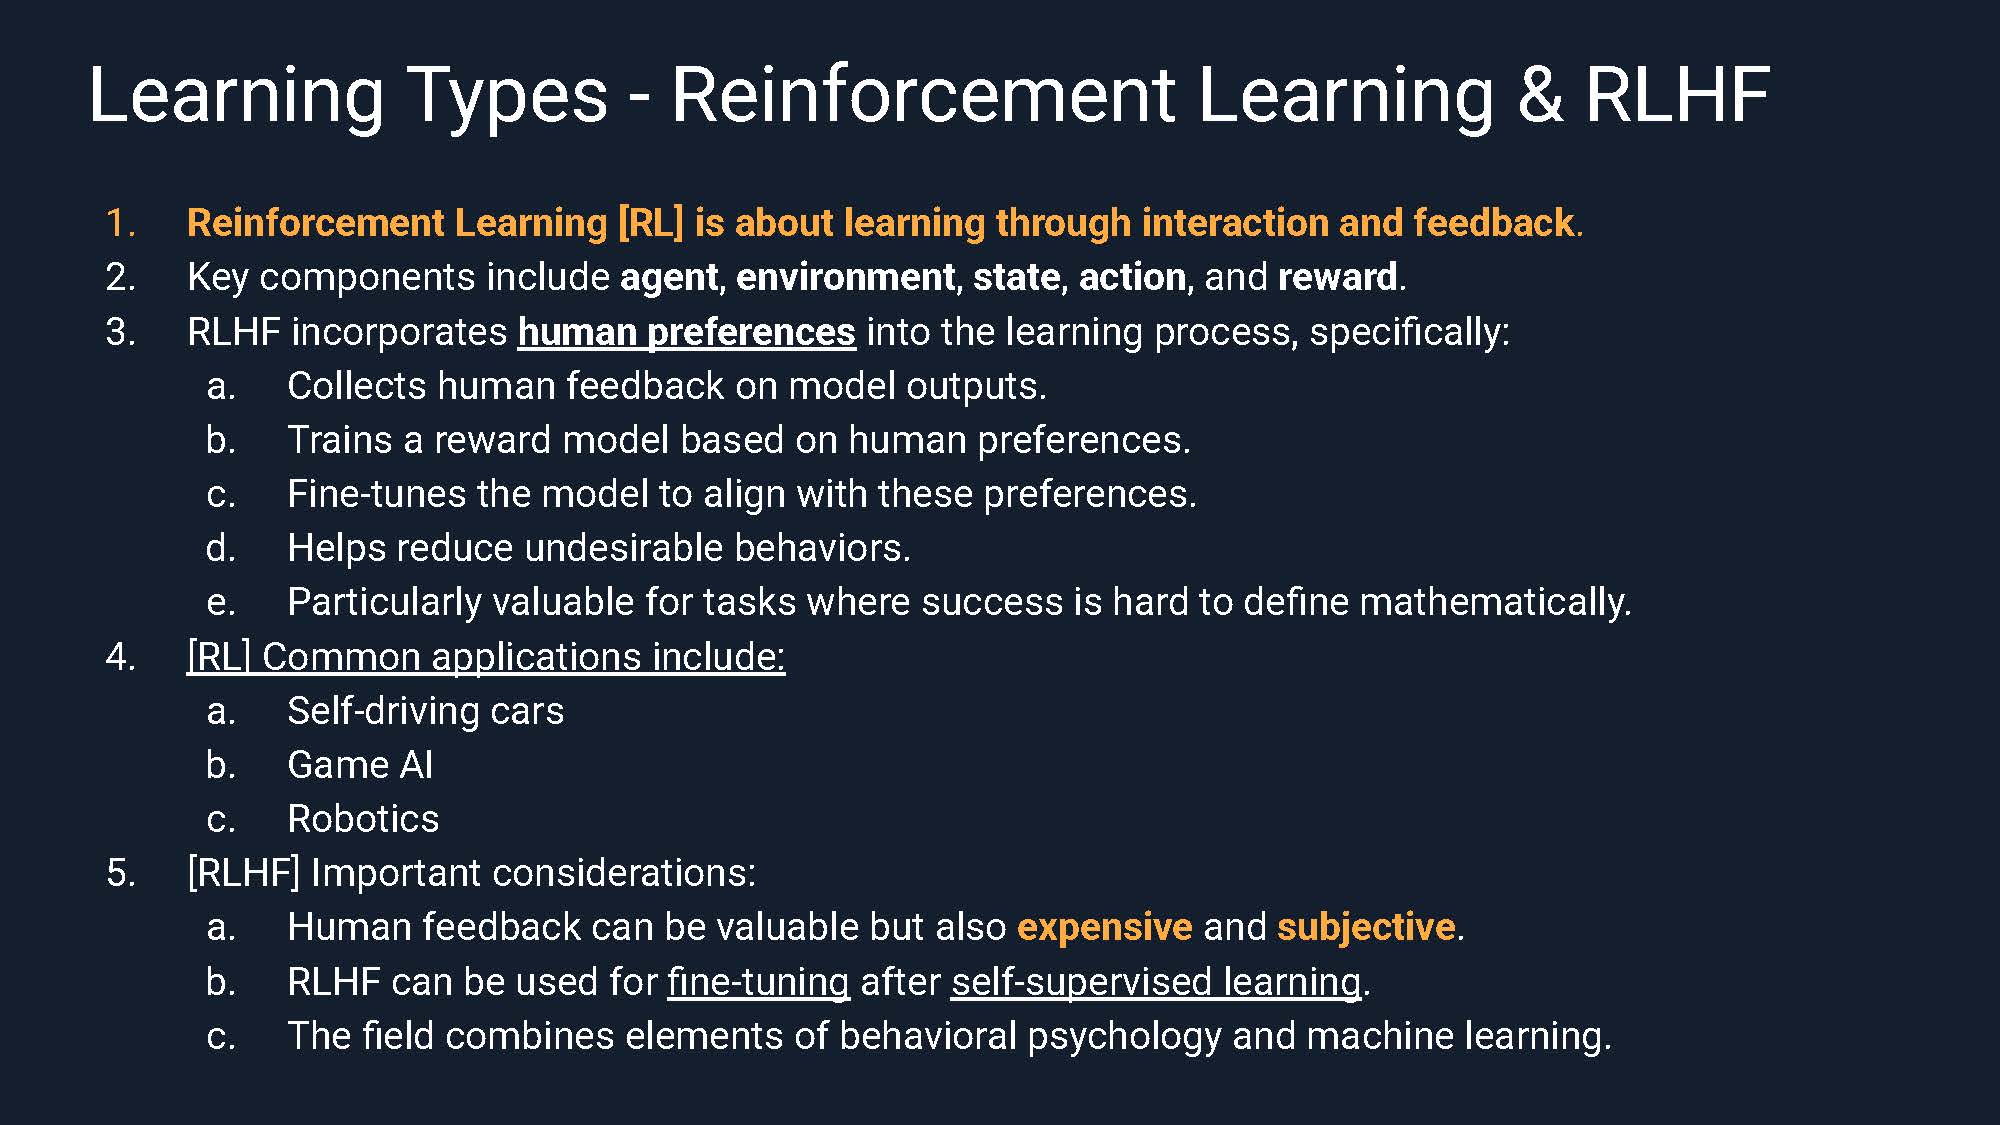 Learning Types - Reinforcement Learning & RLHF
1. Reinforcement Learning [RL] is about learning through interaction and feedback.
2. Key components include agent, environment, state, action, and reward.
3. RLHF incorporates human preferences into the learning process, specifically:
a. Collects human feedback on model outputs.
b. Trains a reward model based on human preferences.
c. Fine-tunes the model to align with these preferences.
d. Helps reduce undesirable behaviors.
e. Particularly valuable for tasks where success is hard to define mathematically.
4. [RL] Common applications include:
a. Self-driving cars
b. Game AI
c. Robotics
5. [RLHF] Important considerations:
a. Human feedback can be valuable but also expensive and subjective.
b. RLHF can be used for fine-tuning after self-supervised learning.
c. The field combines elements of behavioral psychology and machine learning.